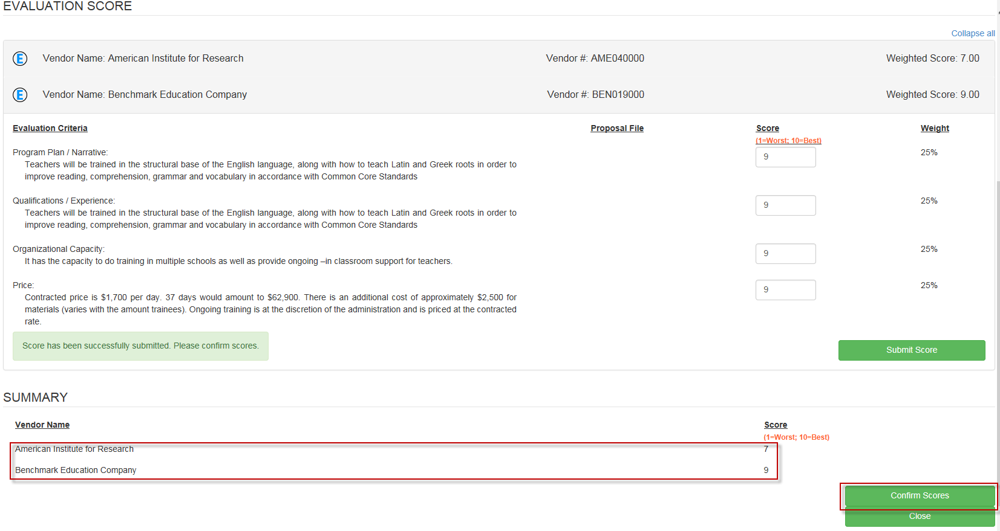 EVALUATION SCORE
Collapse all
E Vendor Name: American Institute for Research Vendor #: AME040000 Weighted Score: 7.00
E Vendor Name: Benchmark Education Company Vendor #: BEN019000 Weighted Score: 9.00
Evaluation Criteria Proposal File Score Weight
(1=Worst; 10=Best)
Program Plan / Narrative: 9 25%
Teachers will be trained in the structural base of the English language, along with how to teach Latin and Greek roots in order to
improve reading, comprehension, grammar and vocabulary in accordance with Common Core Standards
Qualifications / Experience: 9 25%
Teachers will be trained in the structural base of the English language, along with how to teach Latin and Greek roots in order to
improve reading, comprehension, grammar and vocabulary in accordance with Common Core Standards
Organizational Capacity: 9 25%
It has the capacity to do training in multiple schools as well as provide ongoing –in classroom support for teachers.
Price: 9 25%
Contracted price is $1,700 per day. 37 days would amount to $62,900. There is an additional cost of approximately $2,500 for
materials (varies with the amount trainees). Ongoing training is at the discretion of the administration and is priced at the contracted
rate.
Score has been successfully submitted. Please confirm scores.
Submit Score
SUMMARY
Vendor Name Score
(1=Worst; 10=Best)
American Institute for Research 7
Benchmark Education Company 9
Confirm Scores
Close